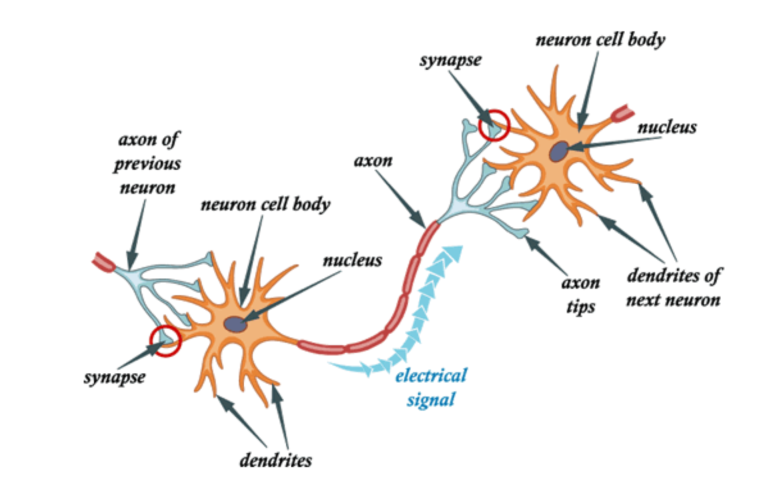 neuron cell body
synapse
nucleus
axon of
previous
neuron
axon
neuron cell body
nucleus
dendrites of
next neuron
axon
tips
synapse
electrical
signal
dendrites